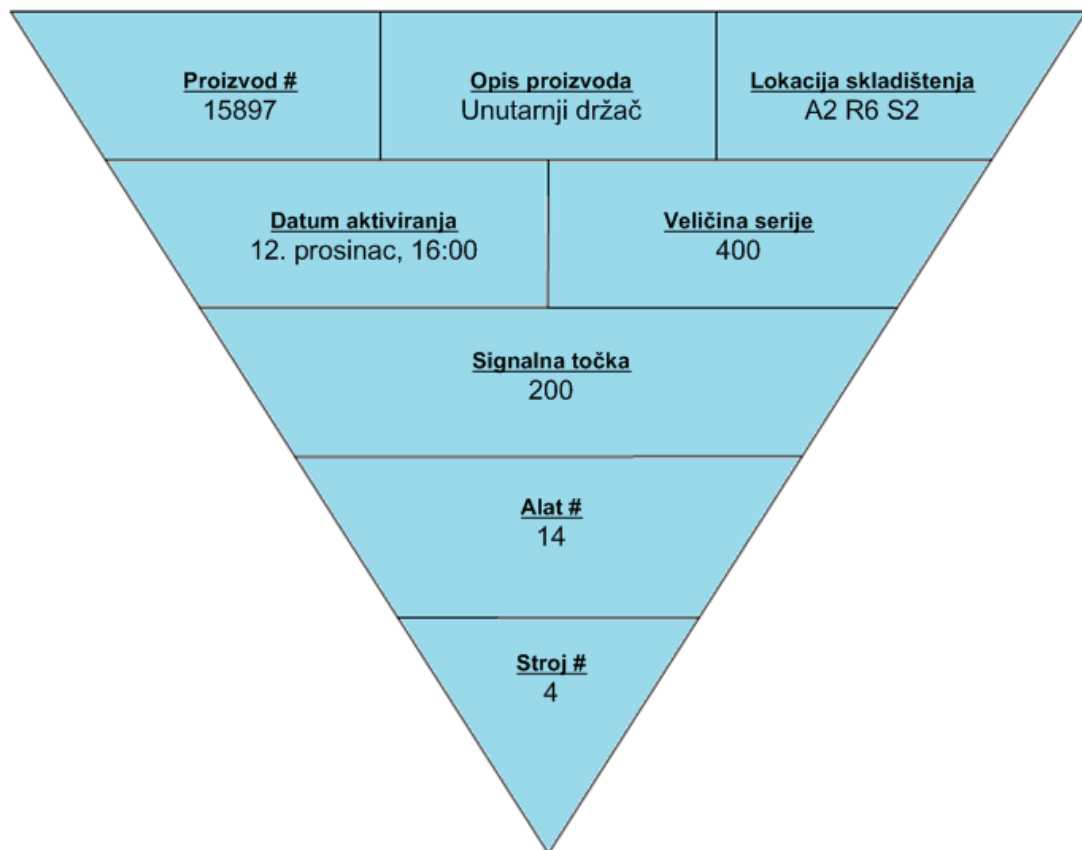 Proizvod #
15897
Opis proizvoda
Unutarnji držač
Lokacija skladištenja
A2 R6 S2
Datum aktiviranja
12. prosinac, 16:00
Veličina serije
400
Signalna točka
200
Alat #
14
Stroj #
4